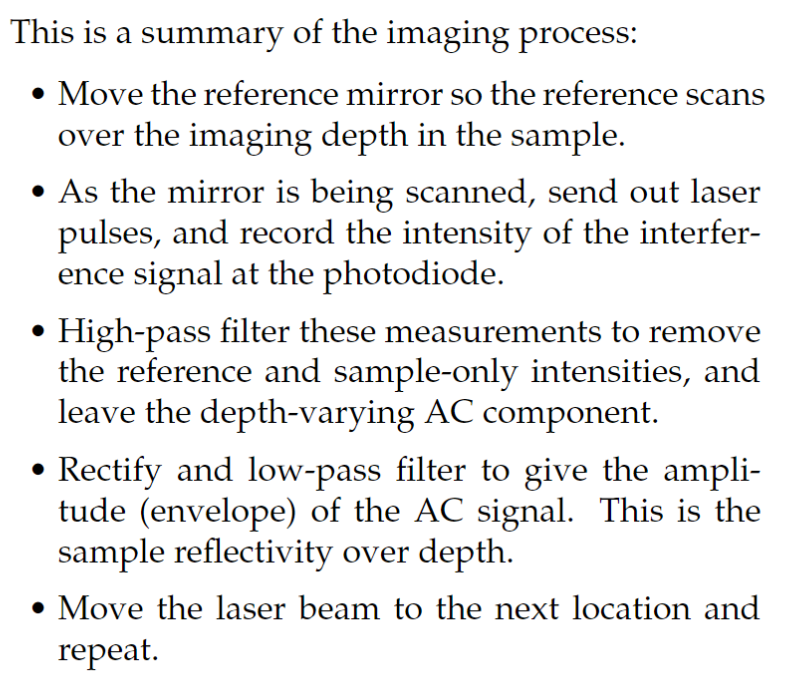 This is a summary of the imaging process:
• Move the reference mirror so the reference scans
over the imaging depth in the sample.
• As the mirror is being scanned, send out laser
pulses, and record the intensity of the interfer-
ence signal at the photodiode.
• High-pass filter these measurements to remove
the reference and sample-only intensities, and
leave the depth-varying AC component.
• Rectify and low-pass filter to give the ampli-
tude (envelope) of the AC signal. This is the
sample reflectivity over depth.
• Move the laser beam to the next location and
repeat.